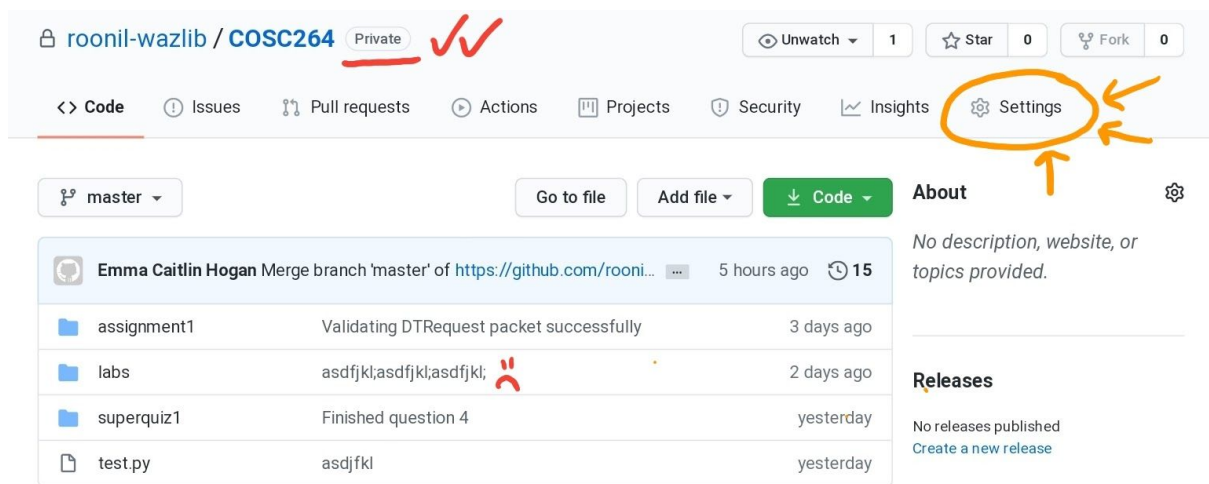 roonil-wazlib / COSC264 Private Unwatch 1 Star 0 Fork 0
Code Issues Pull requests Actions Projects Security Insights Settings
master Go to file Add file Code
About
No description, website, or
topics provided.
Emma Caitlin Hogan Merge branch 'master' of https://github.com/rooni... ... 5 hours ago 15
assignment1 Validating DTRequest packet successfully 3 days ago
labs asdfjkl;asdfjkl;asdfjkl; 2 days ago
superquiz1 Finished question 4 yesterday
test.py asdjfkl yesterday
Releases
No releases published
Create a new release